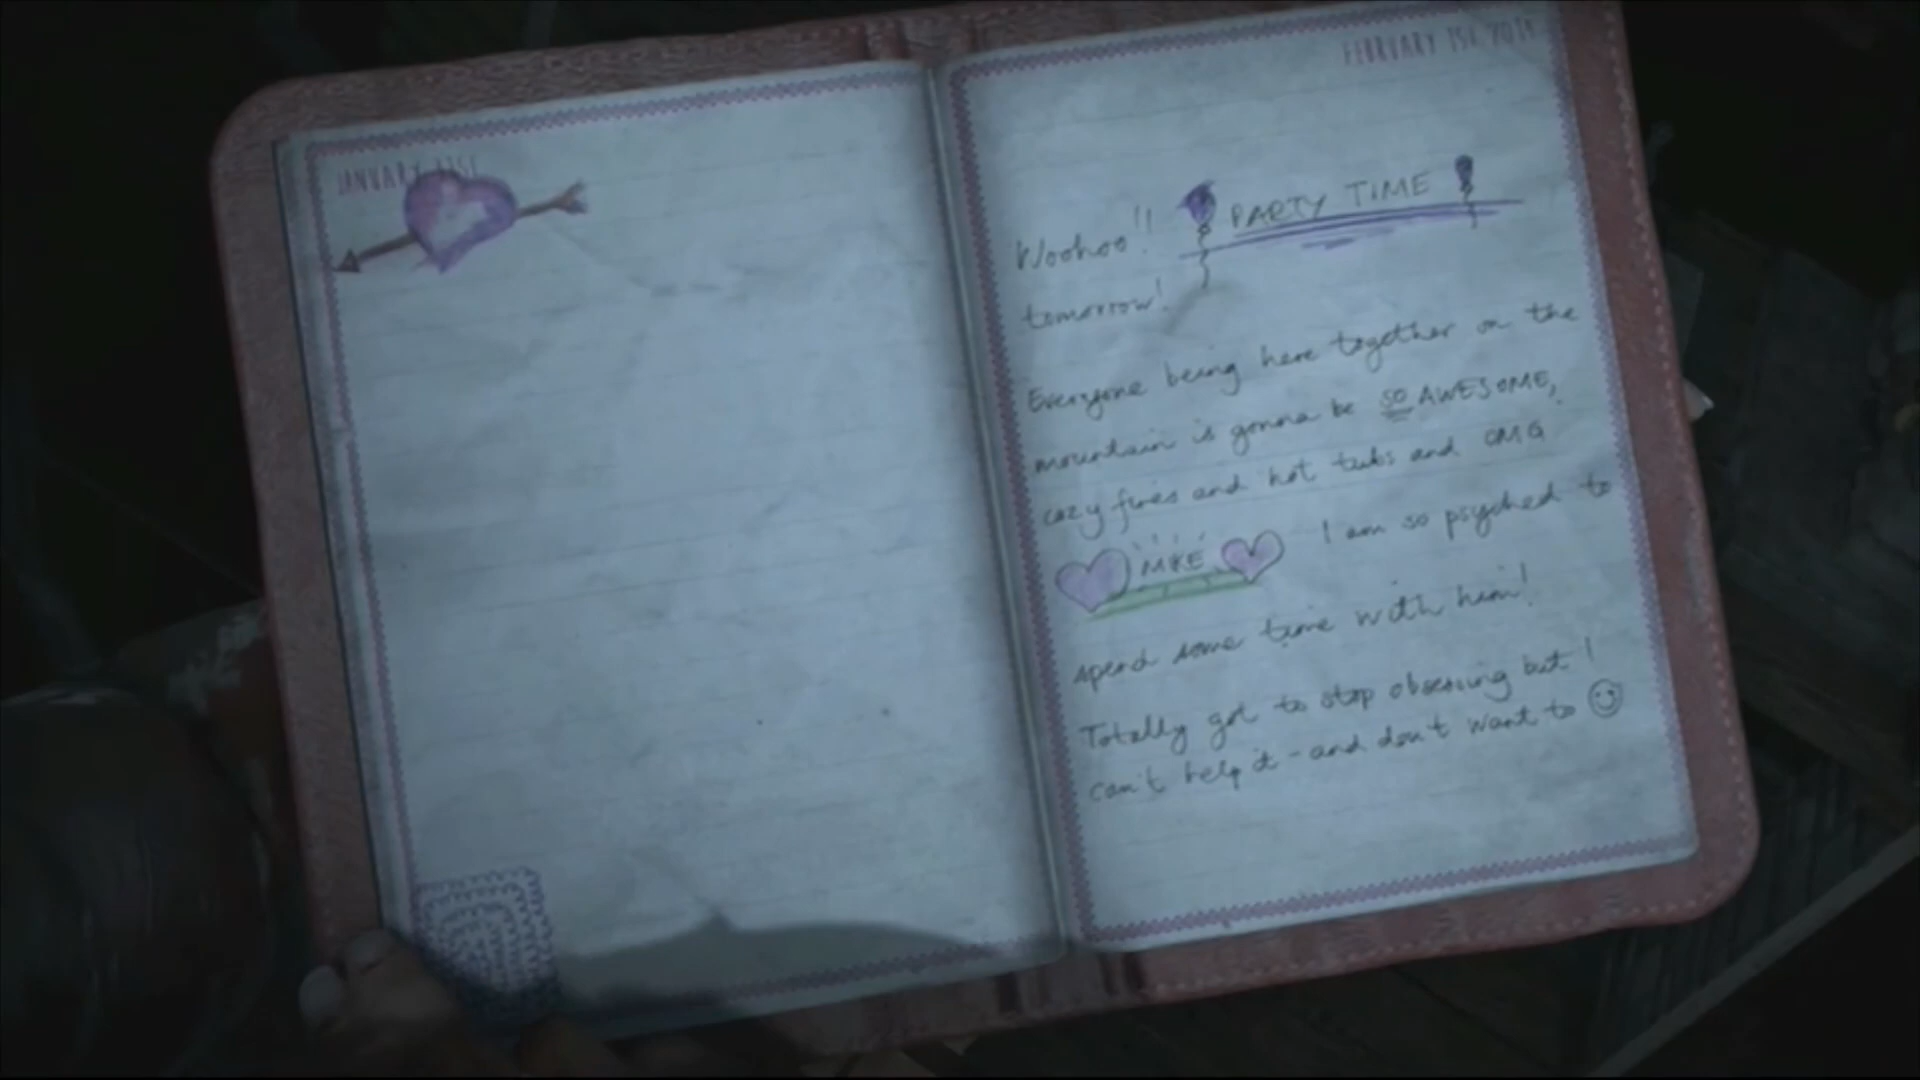 JANUARY 31ST
FEBRUARY 1ST 2014
Woohoo!! PARTY TIME
tomorrow!
Everyone being here together on the
mountain is gonna be so AWESOME,
cozy fires and hot tubs and OMG
MIKE I am so psyched to
spend some time with him!
Totally got to stop obsessing but I
can't help it - and don't want to